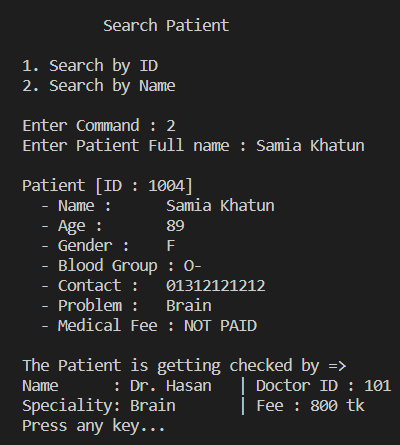 Search Patient
1. Search by ID
2. Search by Name
Enter Command : 2
Enter Patient Full name : Samia Khatun
Patient [ID : 1004]
- Name : Samia Khatun
- Age : 89
- Gender : F
- Blood Group : O-
- Contact : 01312121212
- Problem : Brain
- Medical Fee : NOT PAID
The Patient is getting checked by =>
Name : Dr. Hasan | Doctor ID : 101
Speciality: Brain | Fee : 800 tk
Press any key...